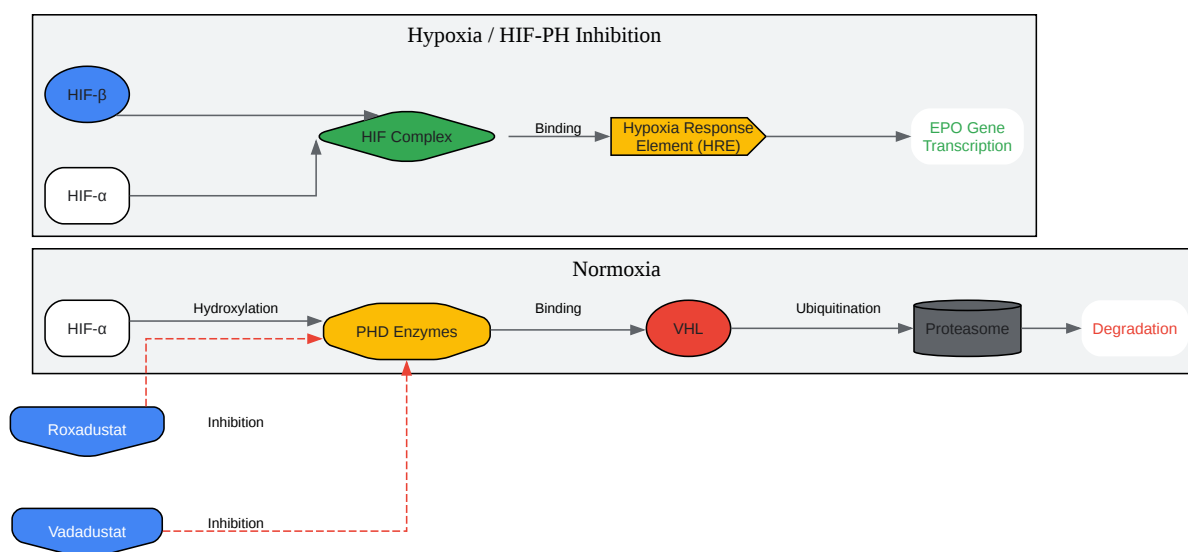 Hypoxia / HIF-PH Inhibition
HIF-β
HIF Complex
Binding
Hypoxia Response
Element (HRE)
EPO Gene
Transcription
HIF-α
Normoxia
HIF-α
Hydroxylation
PHD Enzymes
Binding
VHL
Ubiquitination
Proteasome
Degradation
Roxadustat
Inhibition
Vadadustat
Inhibition